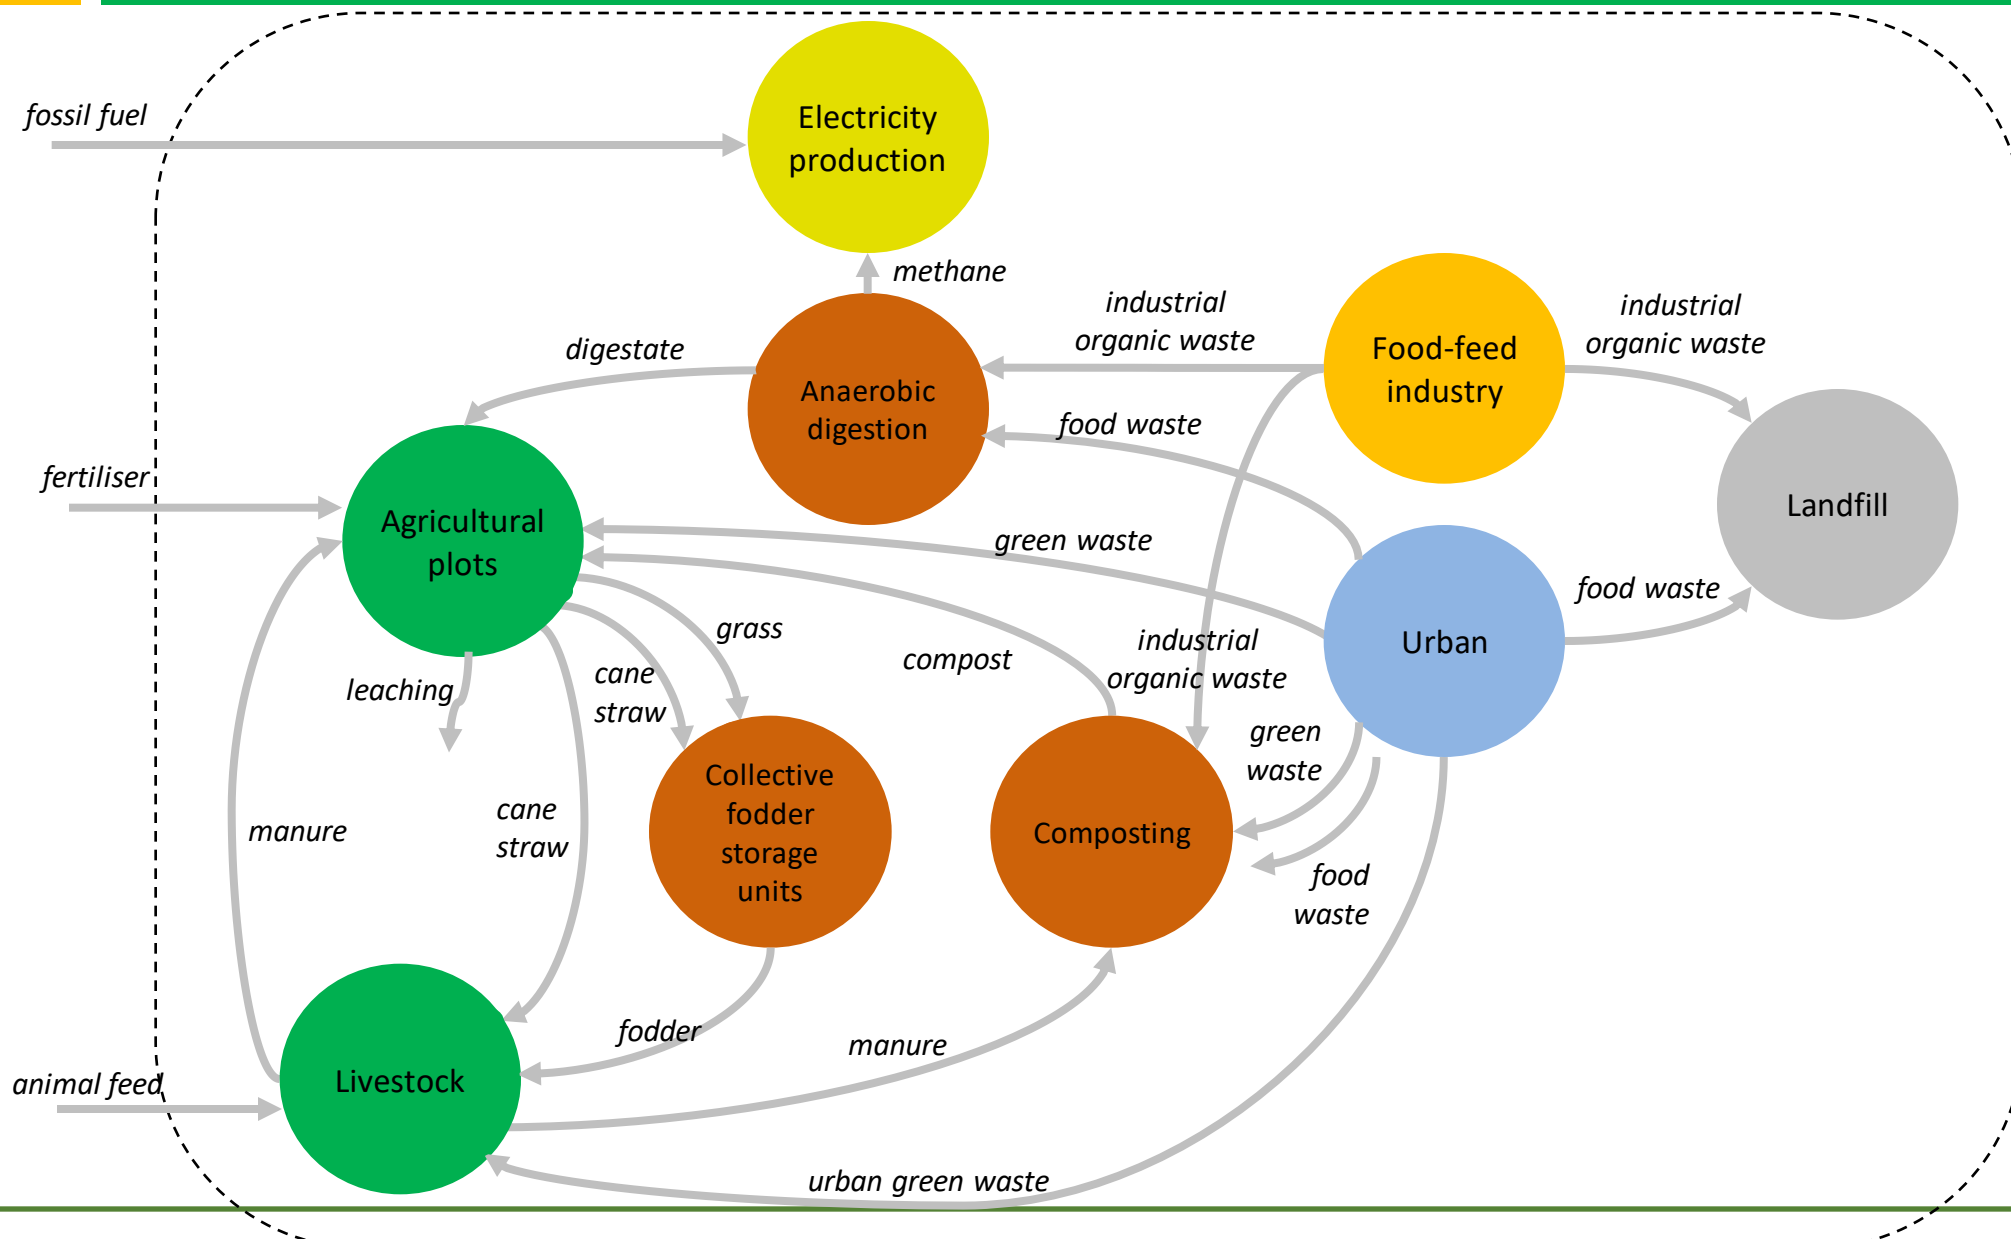 fossil fuel
Electricity
production
methane
industrial
organic waste
industrial
organic waste
Food-feed
industry
digestate
Anaerobic
digestion
food waste
Landfill
fertiliser
Agricultural
plots
green waste
food waste
Urban
grass
cane
straw
compost
industrial
organic waste
leaching
green
waste
Collective
fodder
storage
units
Composting
manure
cane
straw
food
waste
fodder
manure
animal feed
Livestock
urban green waste